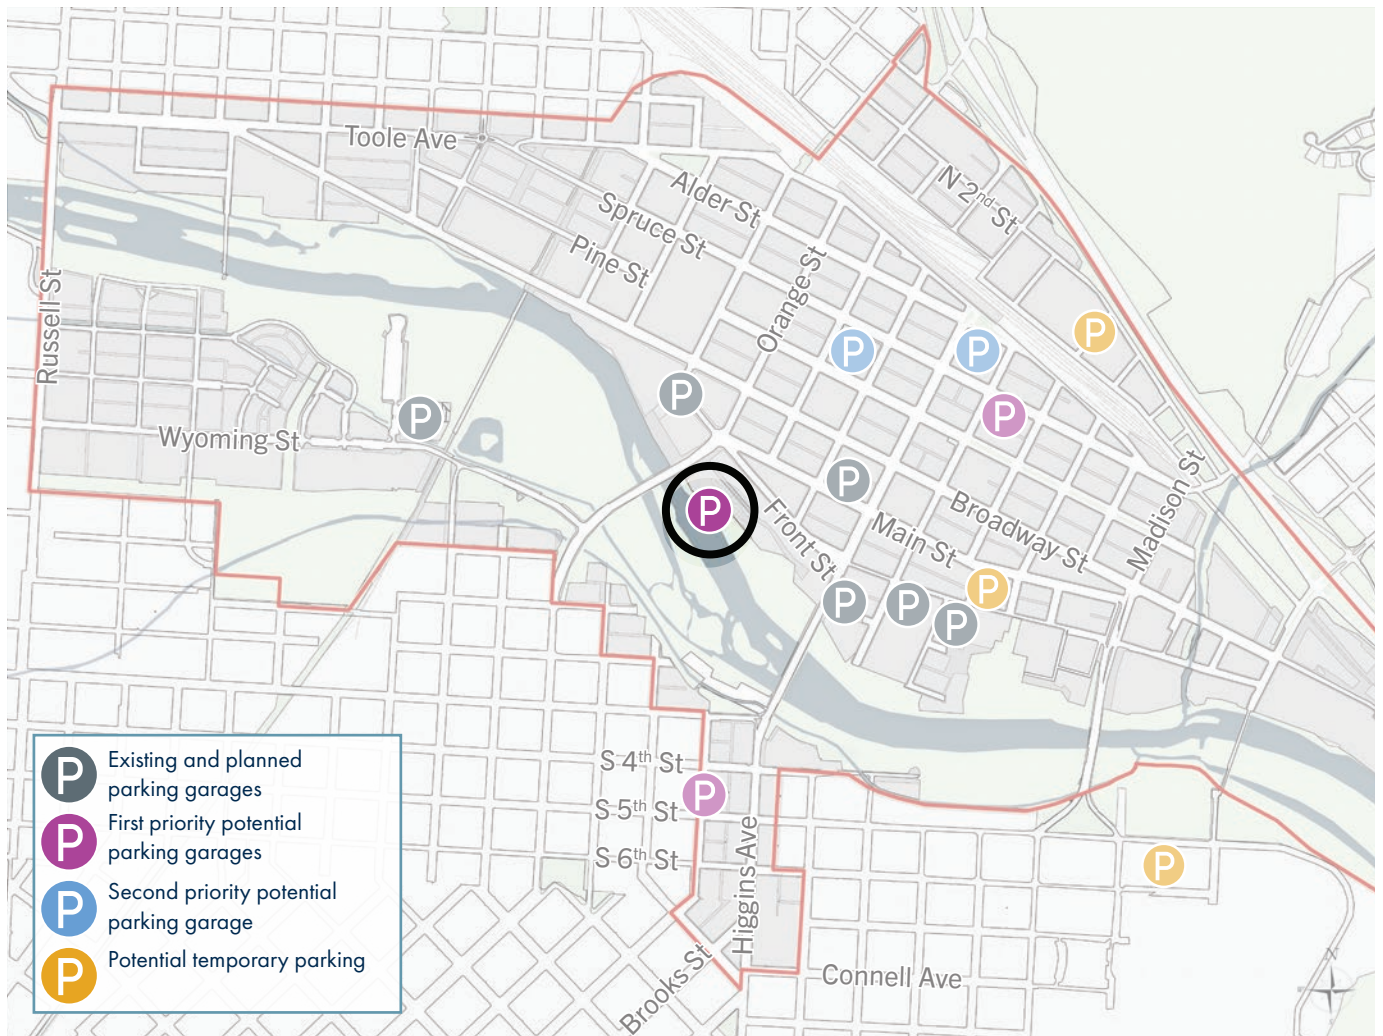 Toole Ave
Alder St
Spruce St
Pine St
N 2nd St
Orange St
Russell St
P
P
P
P
P
P
Wyoming St
P
P
Front St
Main St
Broadway St
Madison St
P
P
P
P
S 4th St
P
S 5th St
S 6th St
Higgins Ave
P
Brooks St
Connell Ave
N
P Existing and planned
parking garages
P First priority potential
parking garages
P Second priority potential
parking garage
P Potential temporary parking